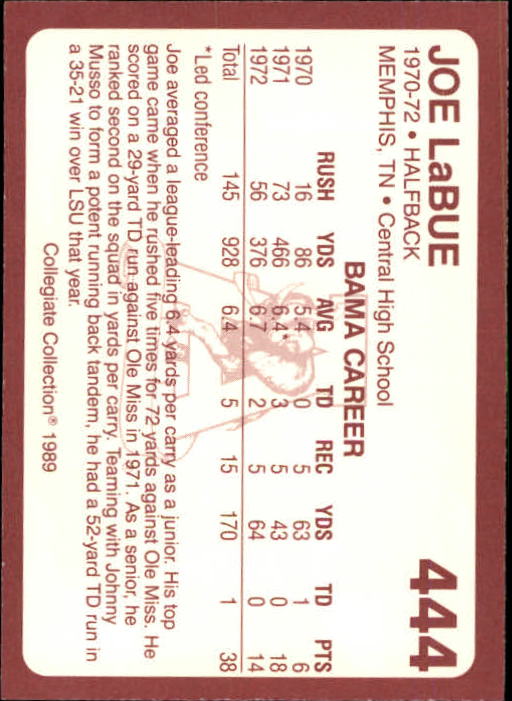 JOE LaBUE 444
1970-72 • HALFBACK
MEMPHIS, TN • Central High School
BAMA CAREER
RUSH YDS AVG TD REC YDS TD PTS
1970 16 86 5.4 0 5 63 1 6
1971 73 466 6.4* 3 5 43 0 18
1972 56 376 6.7 2 5 64 0 14
Total 145 928 6.4 5 15 170 1 38
*Led conference
Joe averaged a league-leading 6.4 yards per carry as a junior. His top
game came when he rushed five times for 72 yards against Ole Miss. He
scored on a 29-yard TD run against Ole Miss in 1971. As a senior, he
ranked second on the squad in yards per carry. Teaming with Johnny
Musso to form a potent running back tandem, he had a 52-yard TD run in
a 35-21 win over LSU that year.
Collegiate Collection® 1989